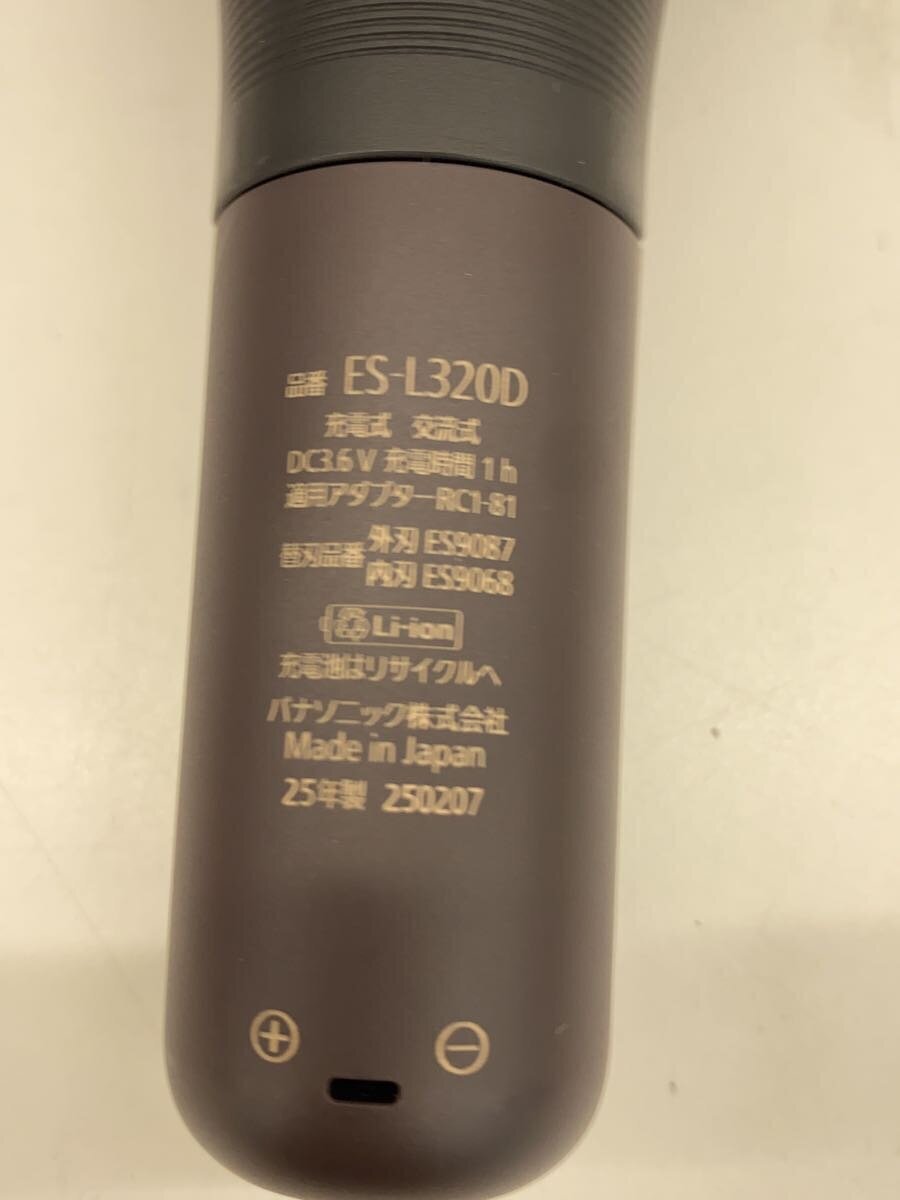 品番 ES-L320D
充電式 交流式
DC3.6V 充電時間 1h
適用アダプターRC1-81
替刃品番 外刃 ES9087
内刃 ES9068
Li-ion
充電池はリサイクルへ
パナソニック株式会社
Made in Japan
25年製 250207
+ −